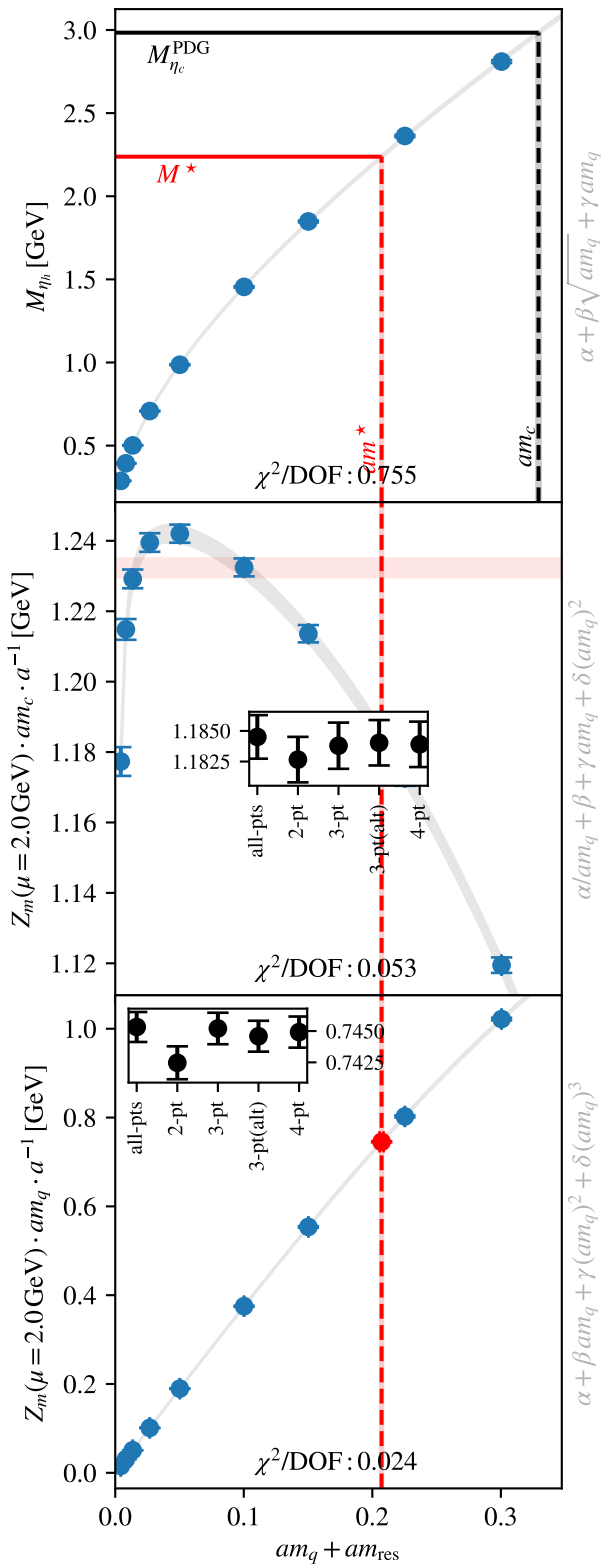 3.0
2.5
2.0
1.5
1.0
0.5
M_{η_h} [GeV]
M_{η_c}^{PDG}
M^⋆
am^⋆
am_c
χ²/DOF: 0.755
α + β√(am_q) + γ am_q
1.24
1.22
1.20
1.18
1.16
1.14
1.12
Z_m(μ = 2.0 GeV) · am_c · a⁻¹ [GeV]
1.1850
1.1825
all-pts
2-pt
3-pt
3-pt(alt)
4-pt
χ²/DOF: 0.053
α/am_q + β + γ am_q + δ(am_q)²
1.0
0.8
0.6
0.4
0.2
0.0
Z_m(μ = 2.0 GeV) · am_q · a⁻¹ [GeV]
0.7450
0.7425
all-pts
2-pt
3-pt
3-pt(alt)
4-pt
χ²/DOF: 0.024
α + β am_q + γ(am_q)² + δ(am_q)³
0.0 0.1 0.2 0.3
am_q + am_res